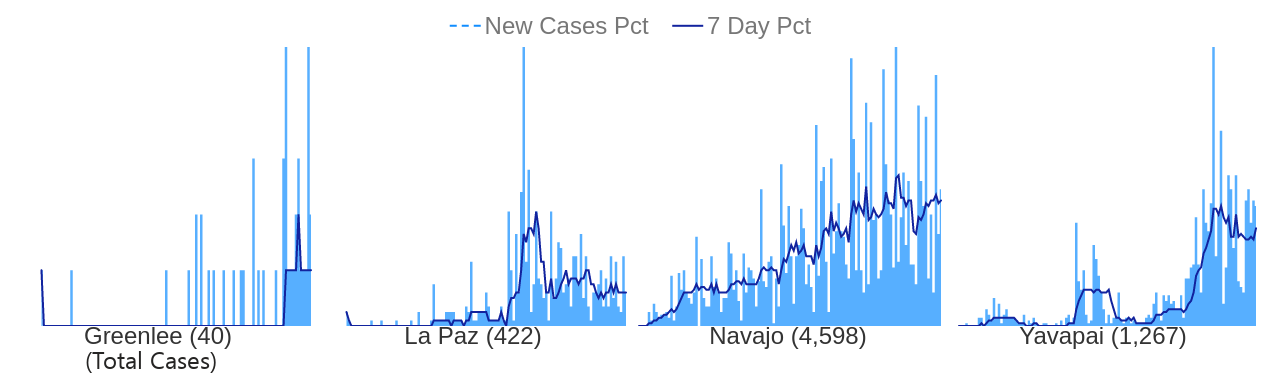 New Cases Pct 7 Day Pct
Greenlee (40) La Paz (422) Navajo (4,598) Yavapai (1,267)
(Total Cases)